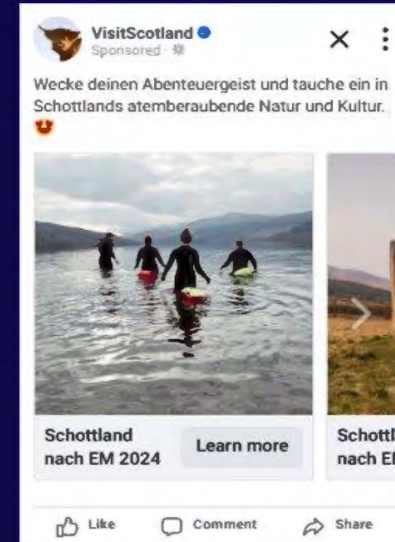 VisitScotland
Sponsored ·
Wecke deinen Abenteuergeist und tauche ein in
Schottlands atemberaubende Natur und Kultur.
Schottland
nach EM 2024
Learn more
Schottl
nach E
Like
Comment
Share